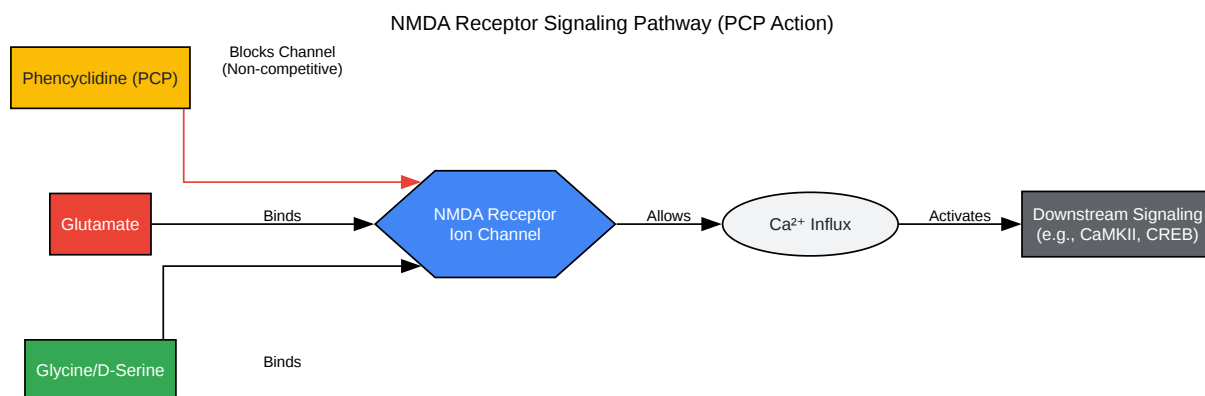 NMDA Receptor Signaling Pathway (PCP Action)
Phencyclidine (PCP)
Blocks Channel
(Non-competitive)
Glutamate
Binds
NMDA Receptor
Ion Channel
Allows
Ca²⁺ Influx
Activates
Downstream Signaling
(e.g., CaMKII, CREB)
Glycine/D-Serine
Binds